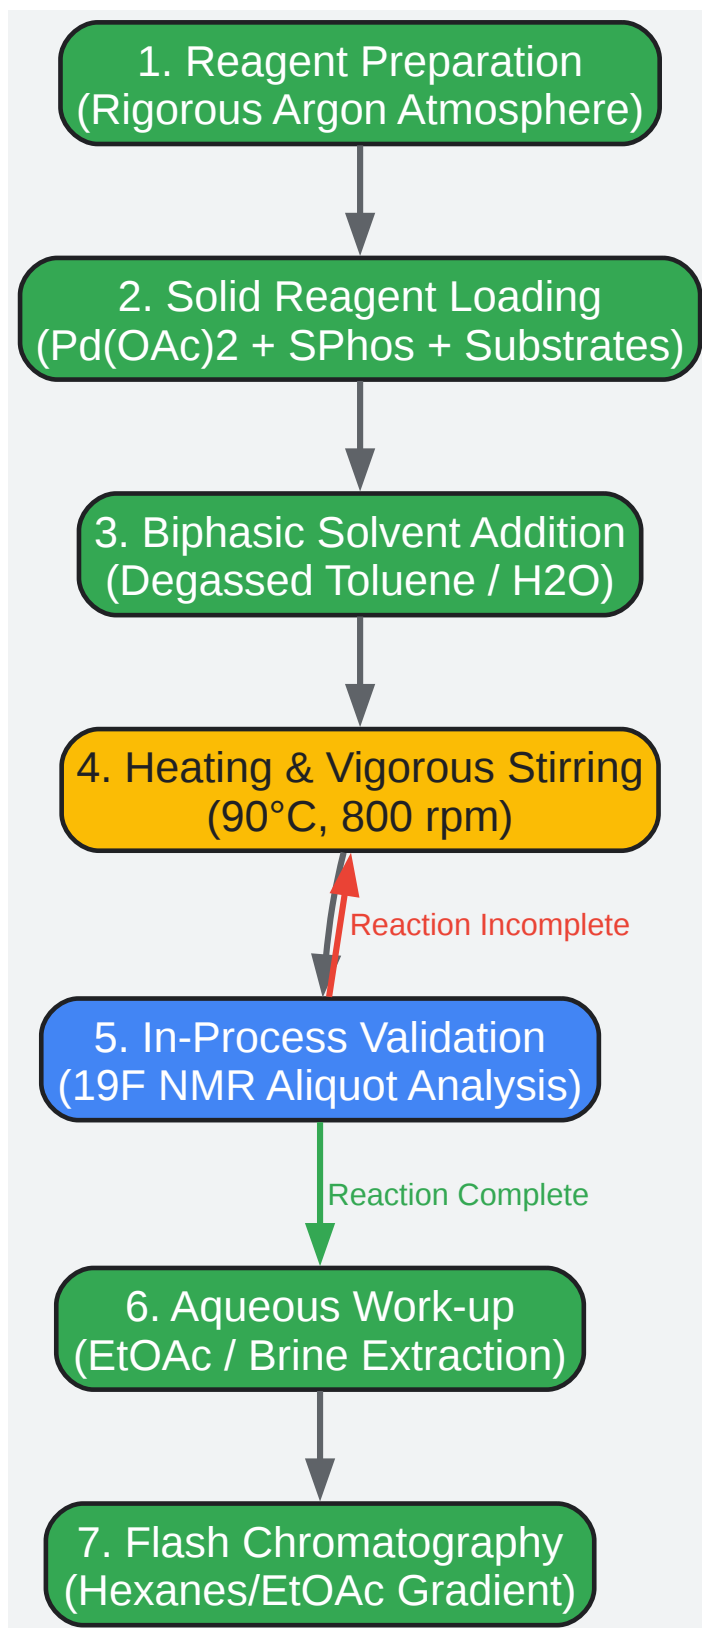 1. Reagent Preparation
(Rigorous Argon Atmosphere)
2. Solid Reagent Loading
(Pd(OAc)2 + SPhos + Substrates)
3. Biphasic Solvent Addition
(Degassed Toluene / H2O)
4. Heating & Vigorous Stirring
(90°C, 800 rpm)
Reaction Incomplete
5. In-Process Validation
(19F NMR Aliquot Analysis)
Reaction Complete
6. Aqueous Work-up
(EtOAc / Brine Extraction)
7. Flash Chromatography
(Hexanes/EtOAc Gradient)